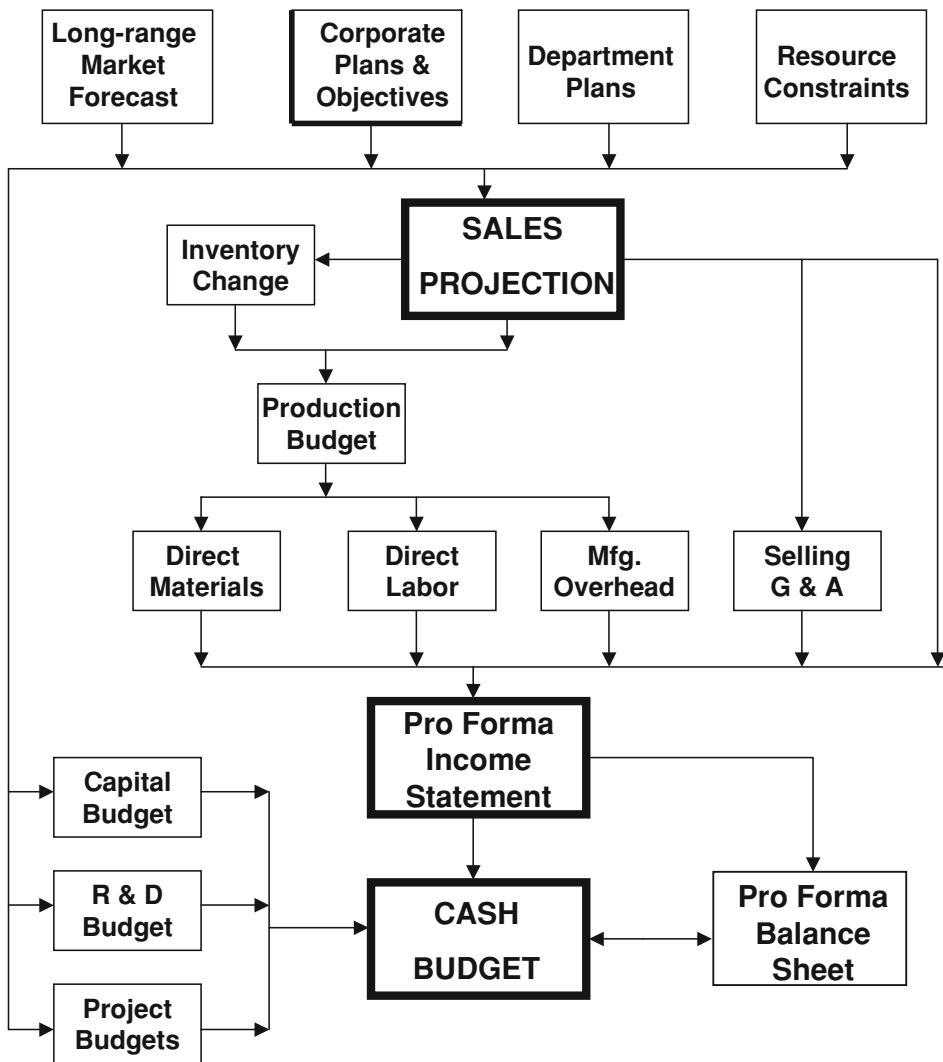 Long-range
Market
Forecast
Corporate
Plans &
Objectives
Department
Plans
Resource
Constraints
SALES
PROJECTION
Inventory
Change
Production
Budget
Direct
Materials
Direct
Labor
Mfg.
Overhead
Selling
G & A
Pro Forma
Income
Statement
Capital
Budget
R & D
Budget
Project
Budgets
CASH
BUDGET
Pro Forma
Balance
Sheet